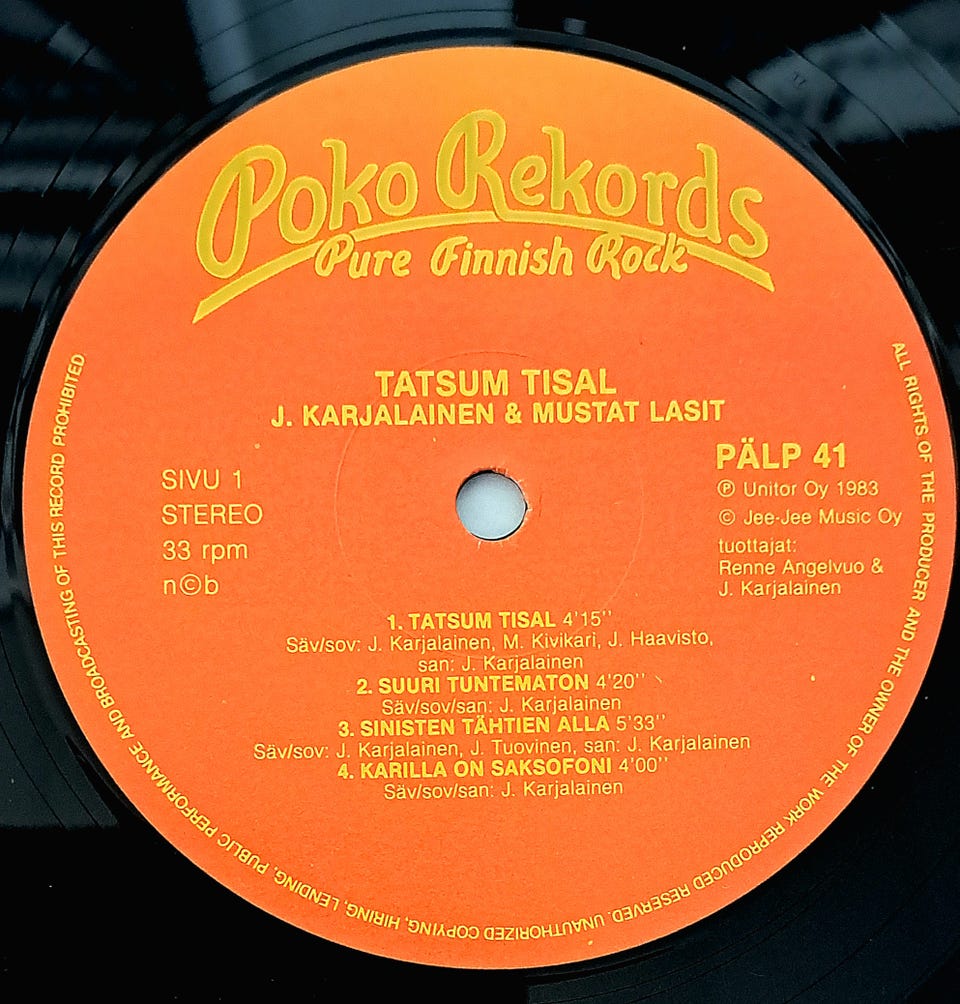 Poko Rekords
Pure Finnish Rock
TATSUM TISAL
J. KARJALAINEN & MUSTAT LASIT
SIVU 1
STEREO
33 rpm
n©b
PÄLP 41
℗ Unitor Oy 1983
© Jee-Jee Music Oy
tuottajat:
Renne Angelvuo &
J. Karjalainen
1. TATSUM TISAL 4'15''
Säv/sov: J. Karjalainen, M. Kivikari, J. Haavisto,
san: J. Karjalainen
2. SUURI TUNTEMATON 4'20''
Säv/sov/san: J. Karjalainen
3. SINISTEN TÄHTIEN ALLA 5'33''
Säv/sov: J. Karjalainen, J. Tuovinen, san: J. Karjalainen
4. KARILLA ON SAKSOFONI 4'00''
Säv/sov/san: J. Karjalainen
ALL RIGHTS OF THE PRODUCER AND THE OWNER OF THE WORK REPRODUCED RESERVED. UNAUTHORIZED COPYING, HIRING, LENDING, PUBLIC PERFORMANCE AND BROADCASTING OF THIS RECORD PROHIBITED